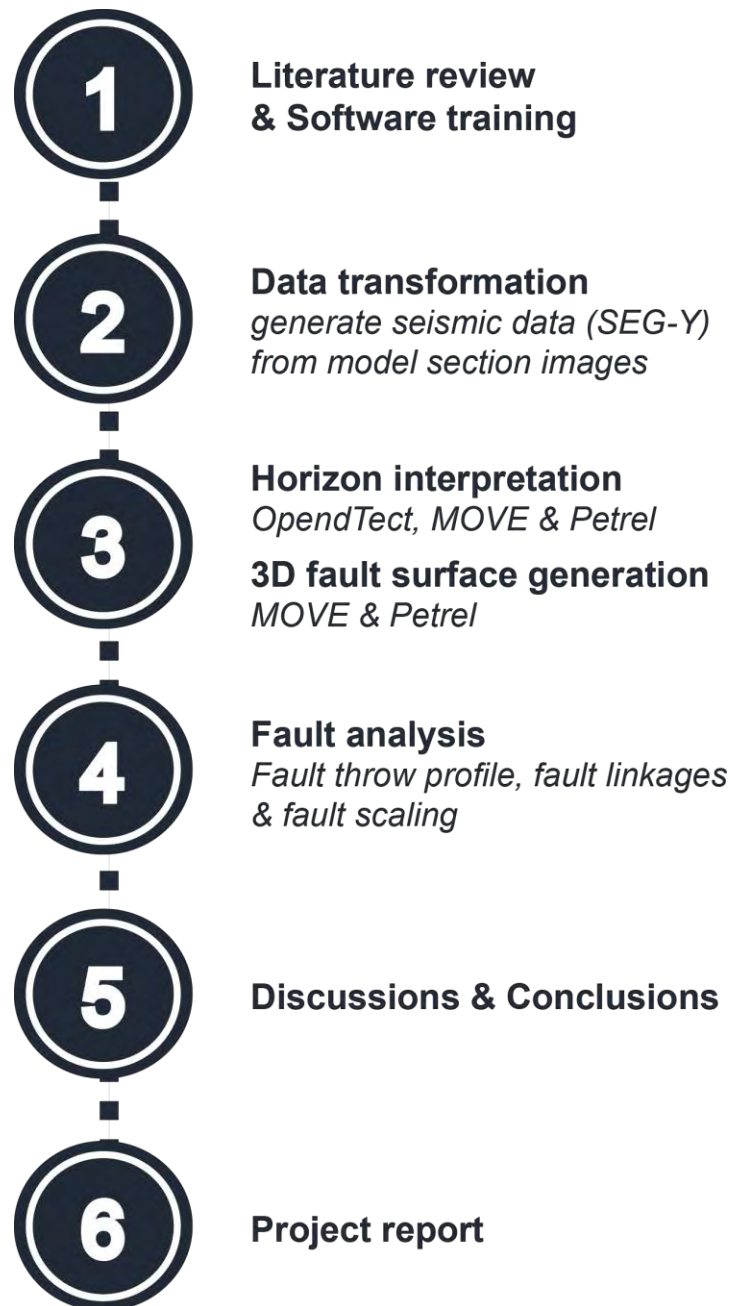 1
Literature review
& Software training
2
Data transformation
generate seismic data (SEG-Y)
from model section images
3
Horizon interpretation
OpendTect, MOVE & Petrel
3D fault surface generation
MOVE & Petrel
4
Fault analysis
Fault throw profile, fault linkages
& fault scaling
5
Discussions & Conclusions
6
Project report